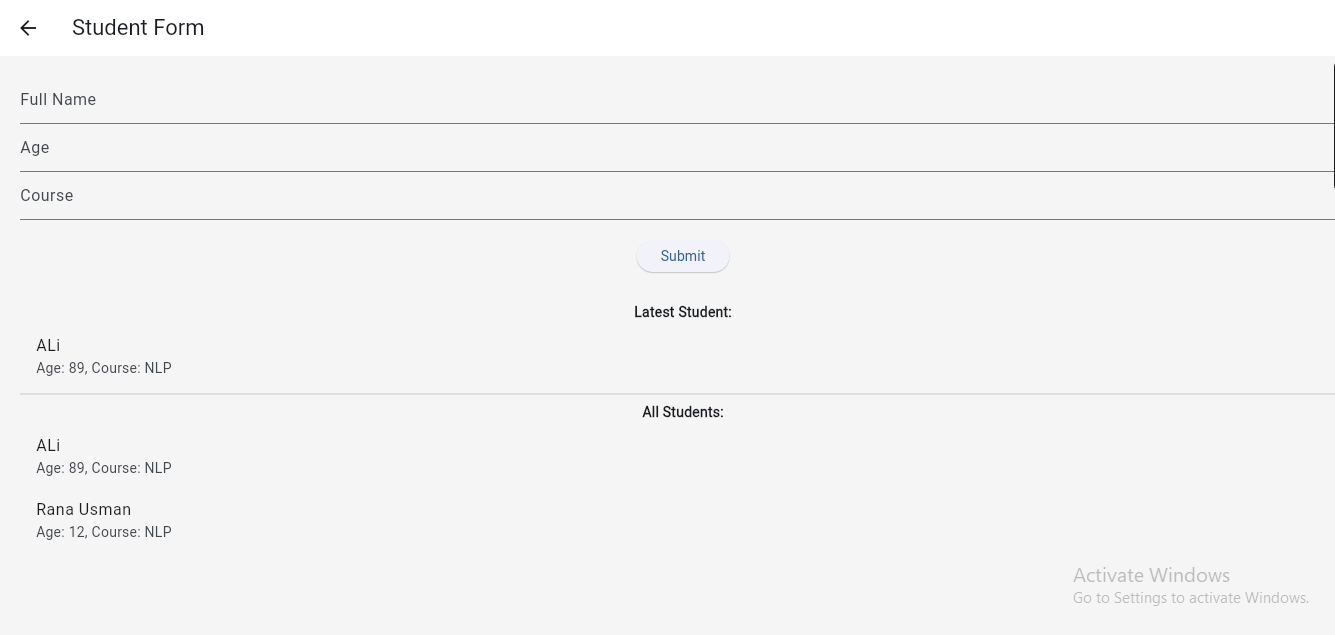 Student Form
Full Name
Age
Course
Submit
Latest Student:
ALi
Age: 89, Course: NLP
All Students:
ALi
Age: 89, Course: NLP
Rana Usman
Age: 12, Course: NLP
Activate Windows
Go to Settings to activate Windows.